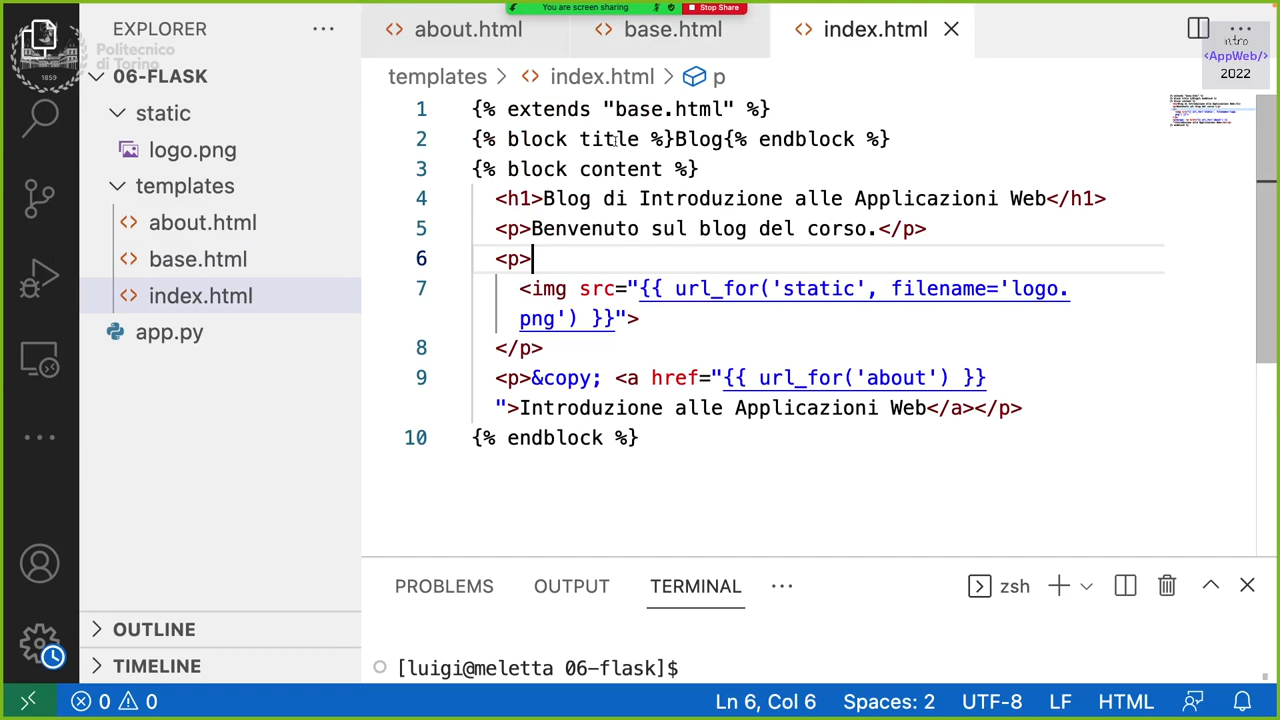 You are screen sharing Stop Share
EXPLORER
about.html
base.html
index.html
Politecnico
di Torino
1859
intro
<AppWeb/>
2022
06-FLASK
templates > <> index.html > p
static
logo.png
templates
about.html
base.html
index.html
app.py
1 {% extends "base.html" %}
2 {% block title %}Blog{% endblock %}
3 {% block content %}
4 <h1>Blog di Introduzione alle Applicazioni Web</h1>
5 <p>Benvenuto sul blog del corso.</p>
6 <p>
7 <img src="{{ url_for('static', filename='logo.
png') }}">
8 </p>
9 <p>&copy; <a href="{{ url_for('about') }}
">Introduzione alle Applicazioni Web</a></p>
10 {% endblock %}
PROBLEMS OUTPUT TERMINAL ··· zsh
OUTLINE
TIMELINE
[luigi@meletta 06-flask]$
0 0 Ln 6, Col 6 Spaces: 2 UTF-8 LF HTML